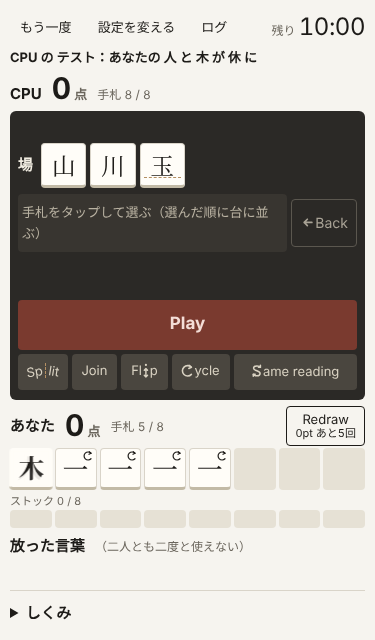 もう一度 設定を変える ログ 残り 10:00
CPU のテスト：あなたの 人 と 木 が 休 に
CPU 0 点 手札 8 / 8
場 山 川 玉
手札をタップして選ぶ（選んだ順に台に並ぶ）
←Back
Play
Split Join Flip Cycle Same reading
あなた 0 点 手札 5 / 8
Redraw
0pt あと5回
木 一 一 一 一
ストック 0 / 8
放った言葉 （二人とも二度と使えない）
▶ しくみ